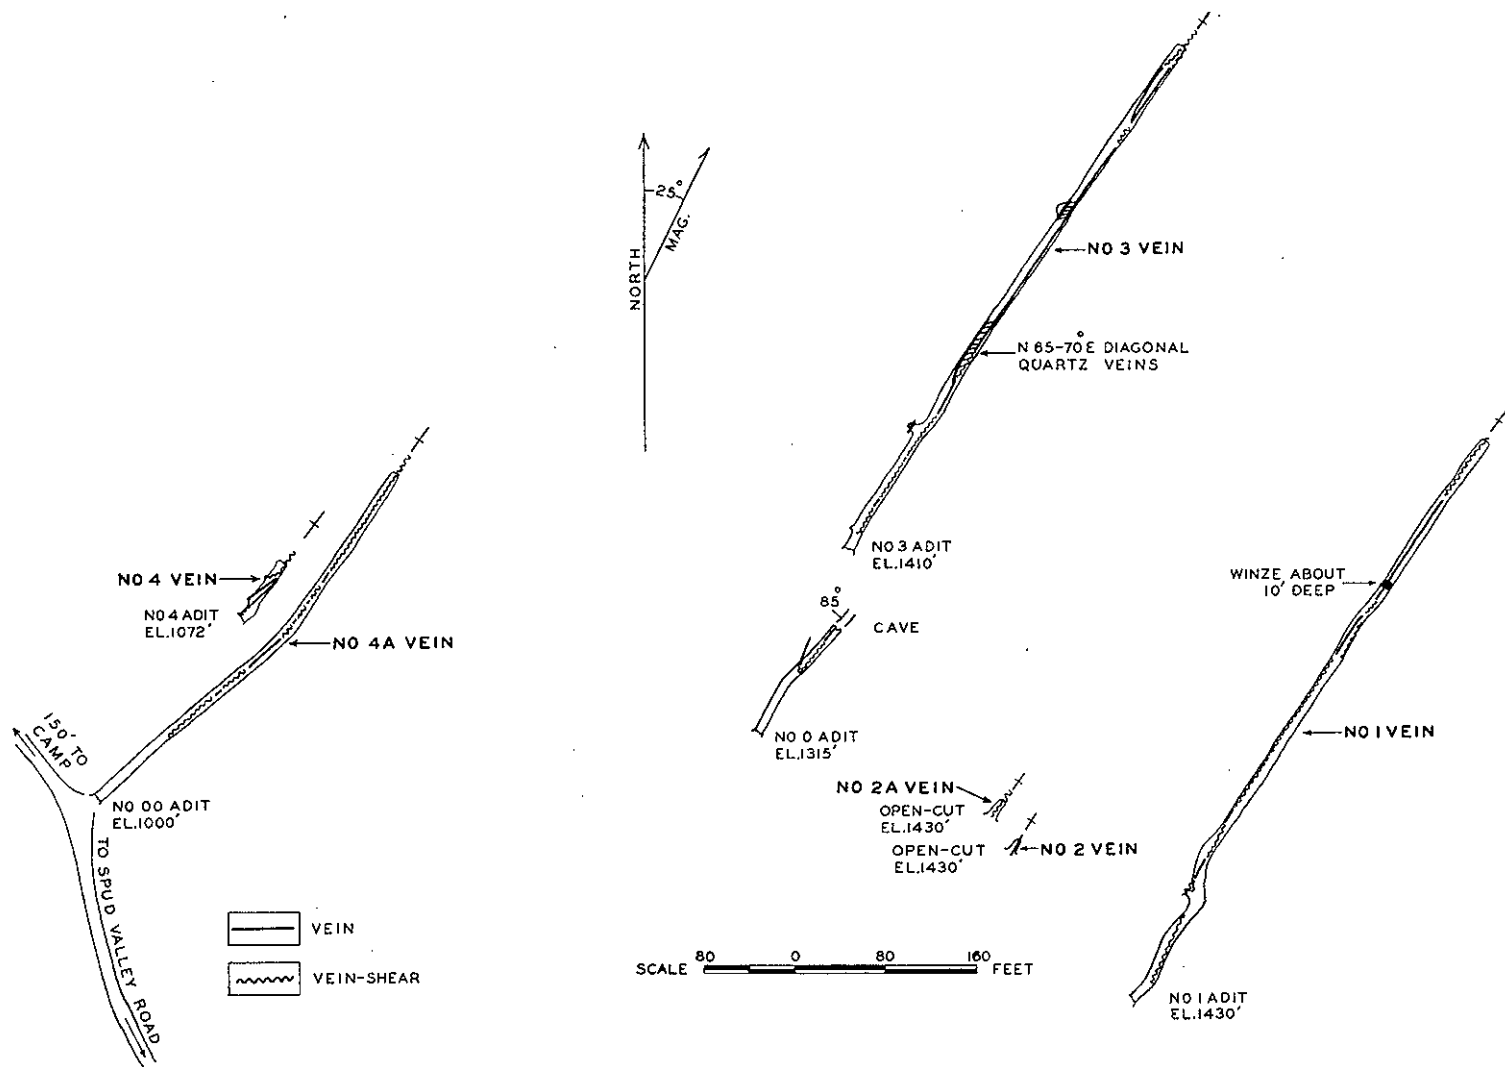 25°
MAG.
NORTH
NO 3 VEIN
N 65-70°E DIAGONAL
QUARTZ VEINS
NO 3 ADIT
EL.1410'
NO 4 VEIN
NO 4 ADIT
EL.1072'
NO 4A VEIN
WINZE ABOUT
10' DEEP
85°
CAVE
NO 0 ADIT
EL.1315'
NO 1 VEIN
150' TO
CAMP
NO 00 ADIT
EL.1000'
NO 2A VEIN
OPEN-CUT
EL.1430'
OPEN-CUT
EL.1430'
NO 2 VEIN
TO SPUD VALLEY ROAD
VEIN
VEIN-SHEAR
SCALE 80 0 80 160 FEET
NO 1 ADIT
EL.1430'